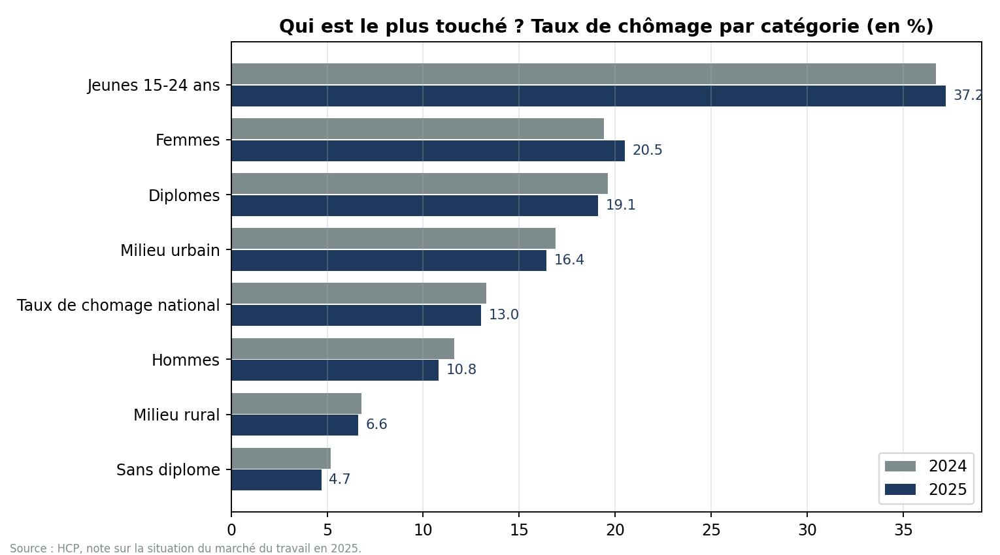 Qui est le plus touché ? Taux de chômage par catégorie (en %)
Jeunes 15-24 ans
37.2
Femmes
20.5
Diplomes
19.1
Milieu urbain
16.4
Taux de chomage national
13.0
Hommes
10.8
Milieu rural
6.6
Sans diplome
4.7
2024
2025
0 5 10 15 20 25 30 35
Source : HCP, note sur la situation du marché du travail en 2025.